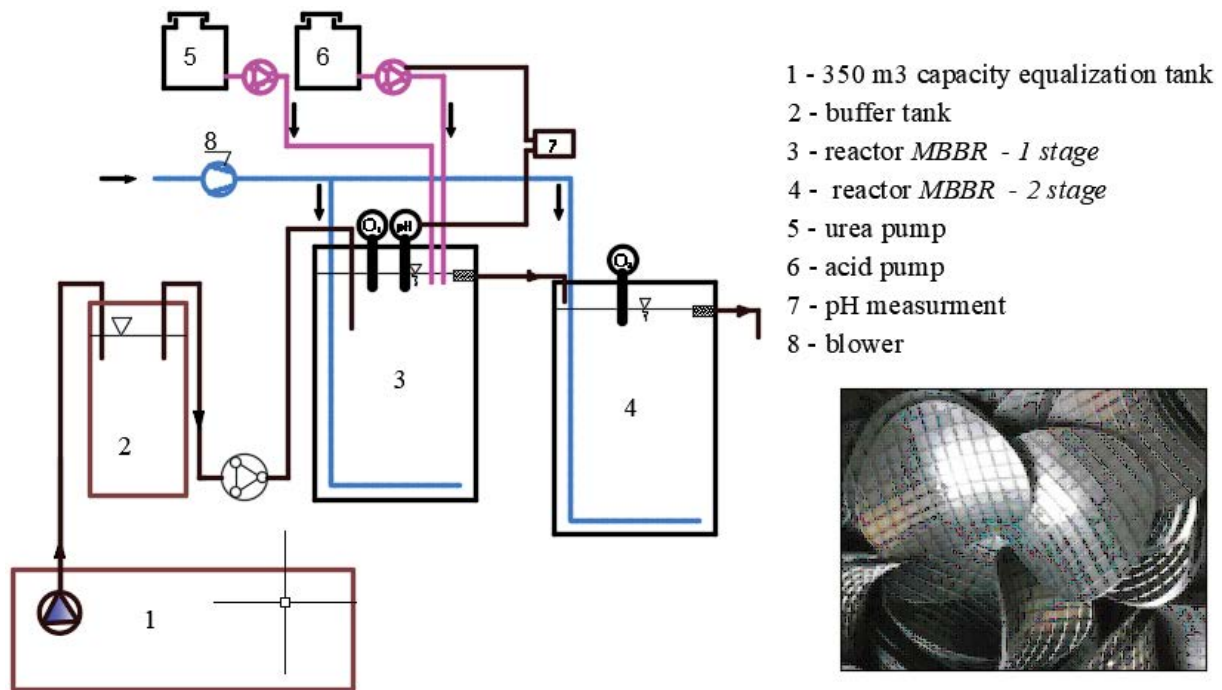 5
6
8
7
O₁
pH
O₂
3
4
2
1
1 - 350 m3 capacity equalization tank
2 - buffer tank
3 - reactor MBBR - 1 stage
4 - reactor MBBR - 2 stage
5 - urea pump
6 - acid pump
7 - pH measurment
8 - blower